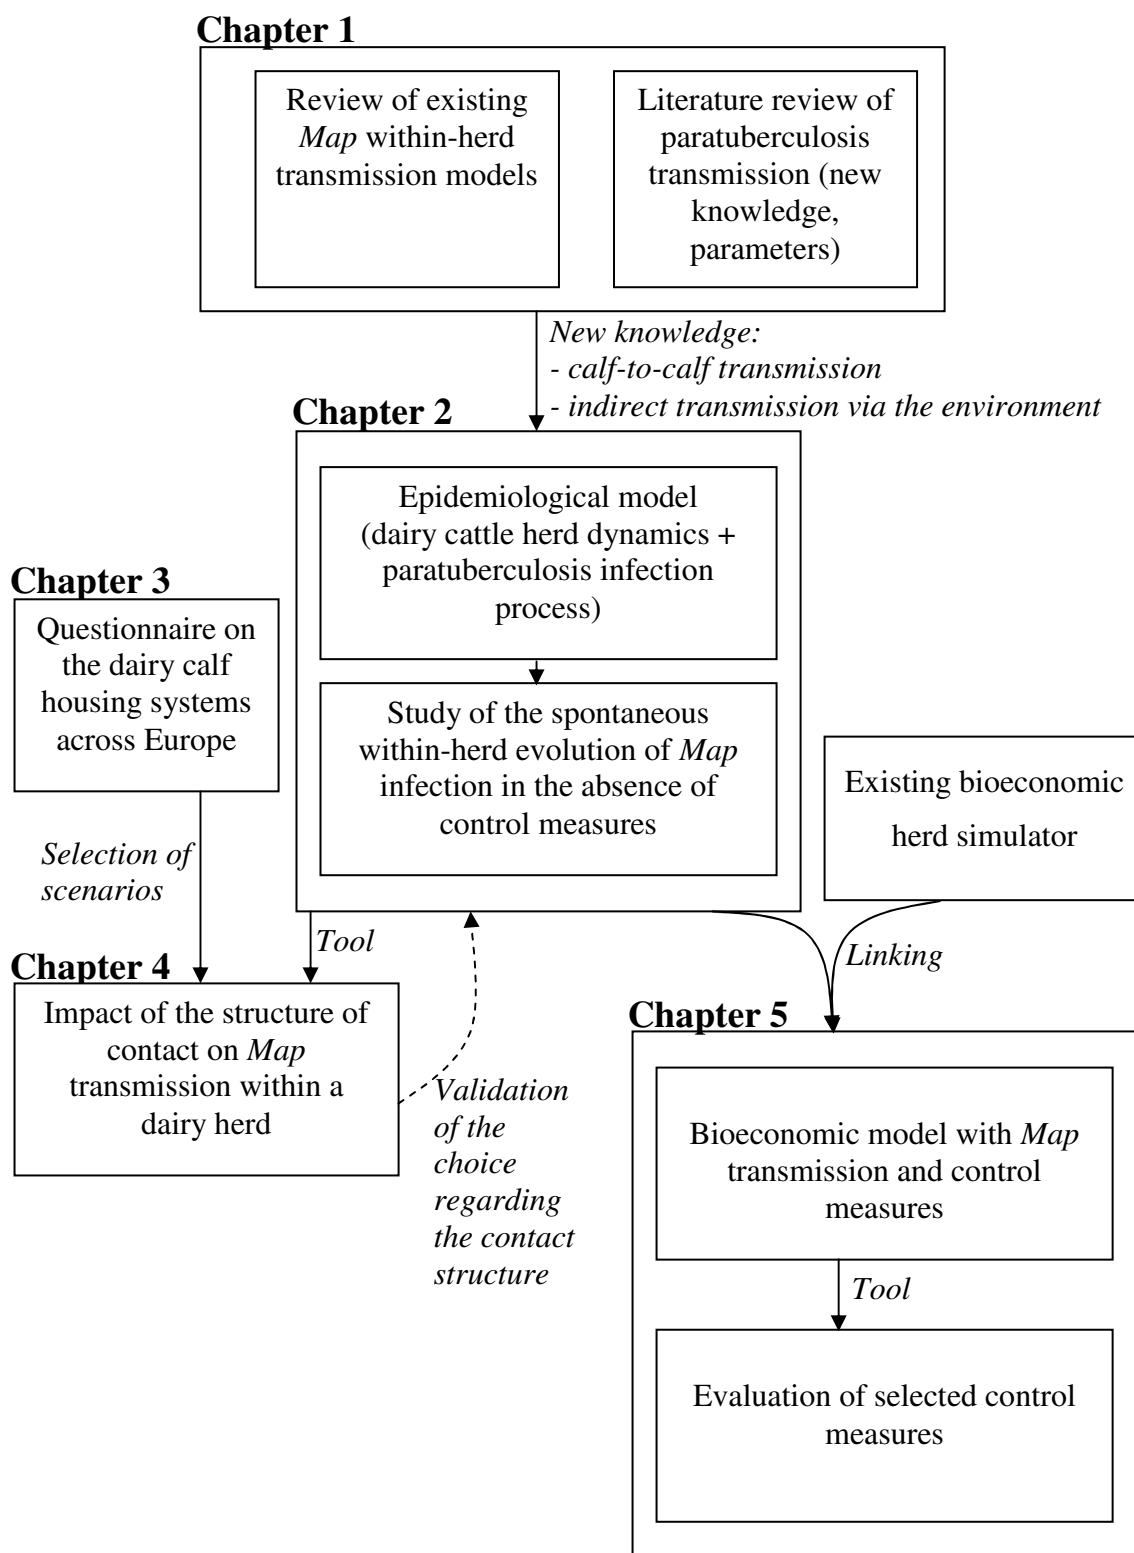 Chapter 1
Review of existing
Map within-herd
transmission models
Literature review of
paratuberculosis
transmission (new
knowledge,
parameters)
New knowledge:
- calf-to-calf transmission
- indirect transmission via the environment
Chapter 2
Epidemiological model
(dairy cattle herd dynamics +
paratuberculosis infection
process)
Study of the spontaneous
within-herd evolution of Map
infection in the absence of
control measures
Chapter 3
Questionnaire on
the dairy calf
housing systems
across Europe
Existing bioeconomic
herd simulator
Selection of
scenarios
Tool
Linking
Chapter 4
Impact of the structure of
contact on Map
transmission within a
dairy herd
Validation
of the
choice
regarding
the contact
structure
Chapter 5
Bioeconomic model with Map
transmission and control
measures
Tool
Evaluation of selected control
measures